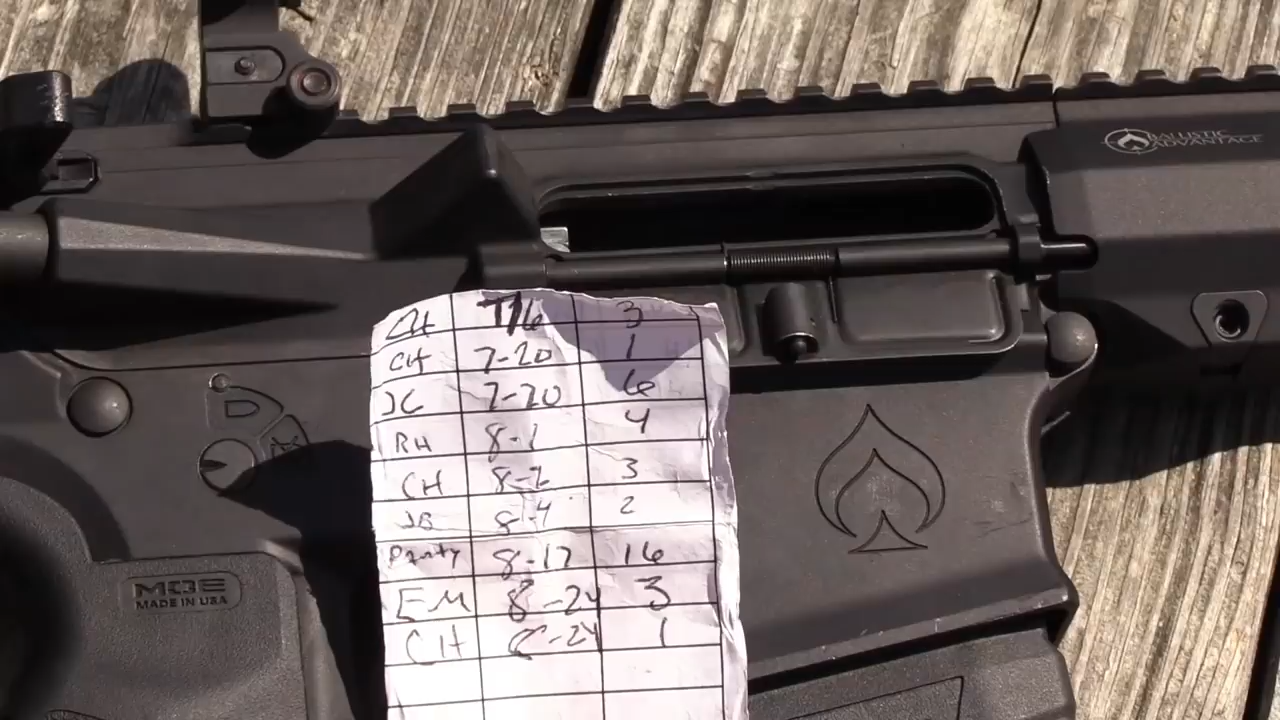 BALLISTIC
ADVANTAGE
CH 7/6 3
CH 7-20 1
JC 7-20 6
RH 8-1 4
CH 8-2 3
JB 8-4 2
Party 8-17 16
EM 8-24 3
CH 8-24 1
MOE
MADE IN USA